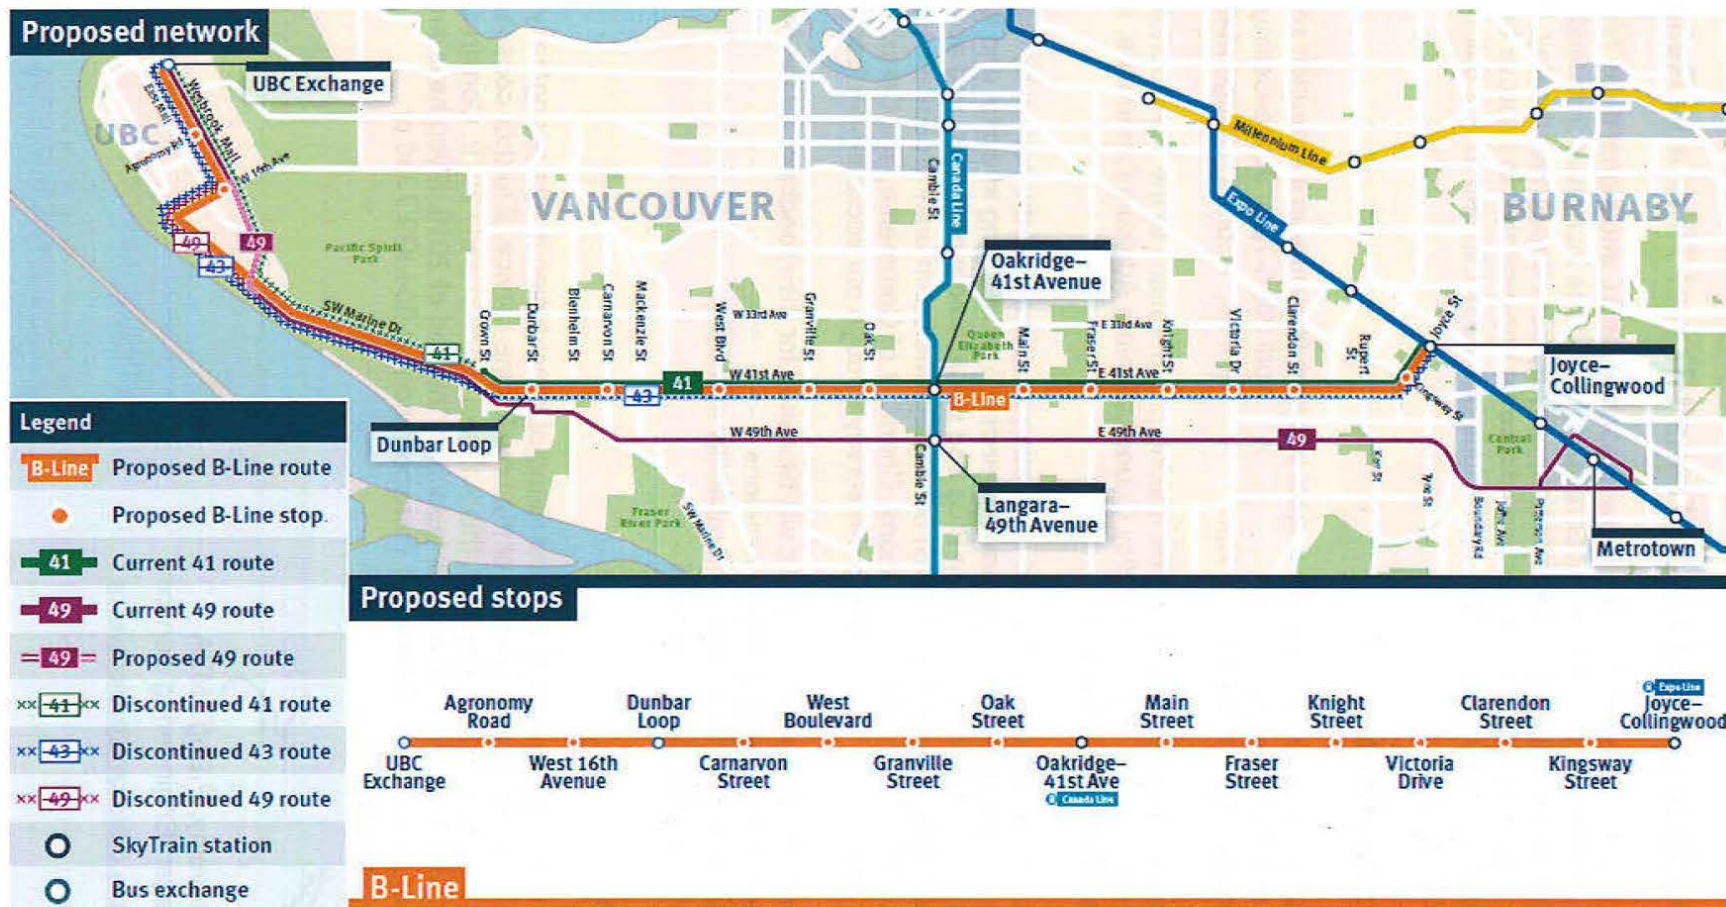 Proposed network
UBC Exchange
UBC
East Mall
Wesbrook Mall
Agronomy Rd
W 16th Ave
49
49
43
Pacific Spirit
Park
SW Marine Dr
41
VANCOUVER
BURNABY
Cambie St
Canada Line
Expo Line
Millennium Line
Oakridge–
41st Avenue
Crown St
Dunbar St
Blenheim St
Carnarvon St
Mackenzie St
West Blvd
W 33rd Ave
Granville St
Oak St
Queen
Elizabeth
Park
Main St
Fraser St
E 33rd Ave
Knight St
Victoria Dr
Clarendon St
Rupert
St
Joyce St
Kingsway St
Joyce–
Collingwood
41
W 41st Ave
E 41st Ave
43
B-Line
Dunbar Loop
W 49th Ave
E 49th Ave
49
Cambie St
Langara–
49th Avenue
Central
Park
Kerr St
Tyne St
Boundary Rd
Joffre Ave
Patterson Ave
Metrotown
Fraser
River Park
SW Marine Dr
Legend
B-Line Proposed B-Line route
Proposed B-Line stop.
41 Current 41 route
49 Current 49 route
49 Proposed 49 route
41 Discontinued 41 route
43 Discontinued 43 route
49 Discontinued 49 route
SkyTrain station
Bus exchange
Proposed stops
UBC
Exchange
Agronomy
Road
West 16th
Avenue
Dunbar
Loop
Carnarvon
Street
West
Boulevard
Granville
Street
Oak
Street
Oakridge–
41st Ave
Canada Line
Main
Street
Fraser
Street
Knight
Street
Victoria
Drive
Clarendon
Street
Kingsway
Street
Expo Line
Joyce–
Collingwood
B-Line